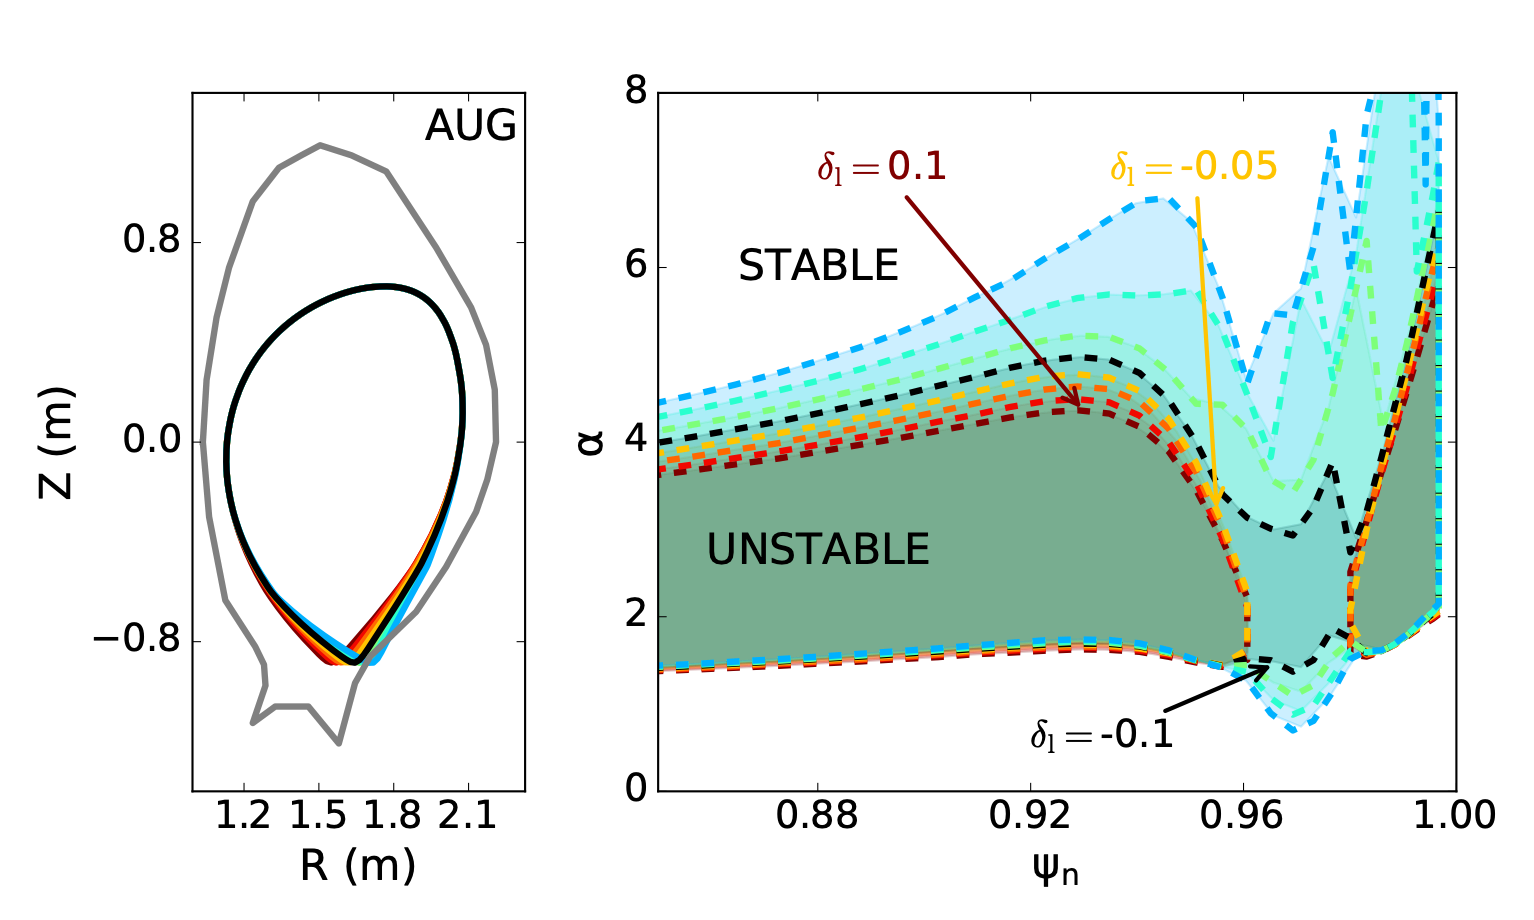 AUG
0.8
0.0
−0.8
Z (m)
1.2 1.5 1.8 2.1
R (m)
8
6
4
2
0
α
δl = 0.1
δl = -0.05
STABLE
UNSTABLE
δl = -0.1
0.88 0.92 0.96 1.00
ψn